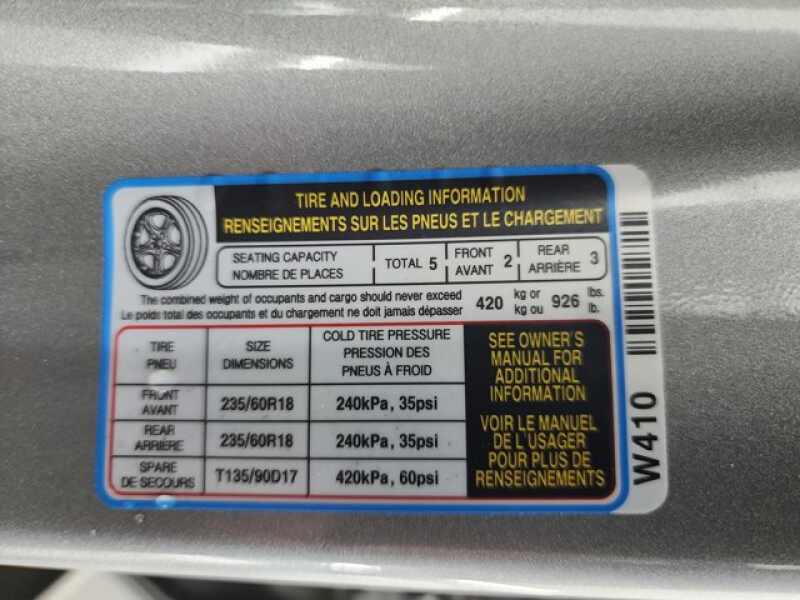 TIRE AND LOADING INFORMATION
RENSEIGNEMENTS SUR LES PNEUS ET LE CHARGEMENT
SEATING CAPACITY
NOMBRE DE PLACES
TOTAL 5
FRONT
AVANT 2
REAR
ARRIÈRE 3
The combined weight of occupants and cargo should never exceed 420 kg or 926 lbs.
Le poids total des occupants et du chargement ne doit jamais dépasser kg ou lb.
TIRE
PNEU
SIZE
DIMENSIONS
COLD TIRE PRESSURE
PRESSION DES
PNEUS À FROID
FRONT
AVANT
235/60R18
240kPa, 35psi
REAR
ARRIÈRE
235/60R18
240kPa, 35psi
SPARE
DE SECOURS
T135/90D17
420kPa, 60psi
SEE OWNER'S
MANUAL FOR
ADDITIONAL
INFORMATION
VOIR LE MANUEL
DE L'USAGER
POUR PLUS DE
RENSEIGNEMENTS
W410